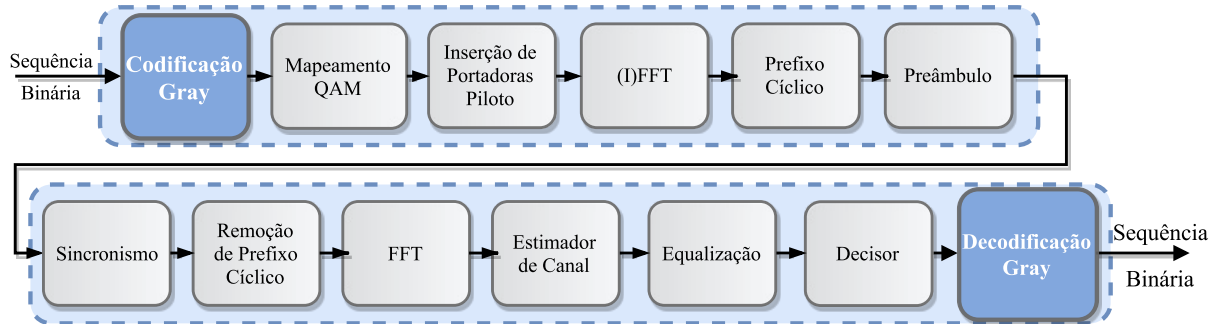 Sequência
Binária
Codificação
Gray
Mapeamento
QAM
Inserção de
Portadoras
Piloto
(I)FFT
Prefixo
Cíclico
Preâmbulo
Sincronismo
Remoção
de Prefixo
Cíclico
FFT
Estimador
de Canal
Equalização
Decisor
Decodificação
Gray
Sequência
Binária